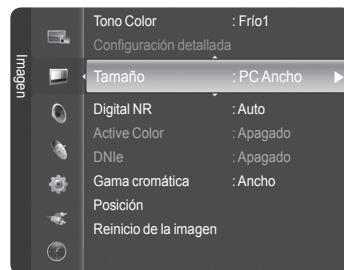 Imagen
Tono Color : Frío1
Configuración detallada
Tamaño : PC Ancho
Digital NR : Auto
Active Color : Apagado
DNIe : Apagado
Gama cromática : Ancho
Posición
Reinicio de la imagen